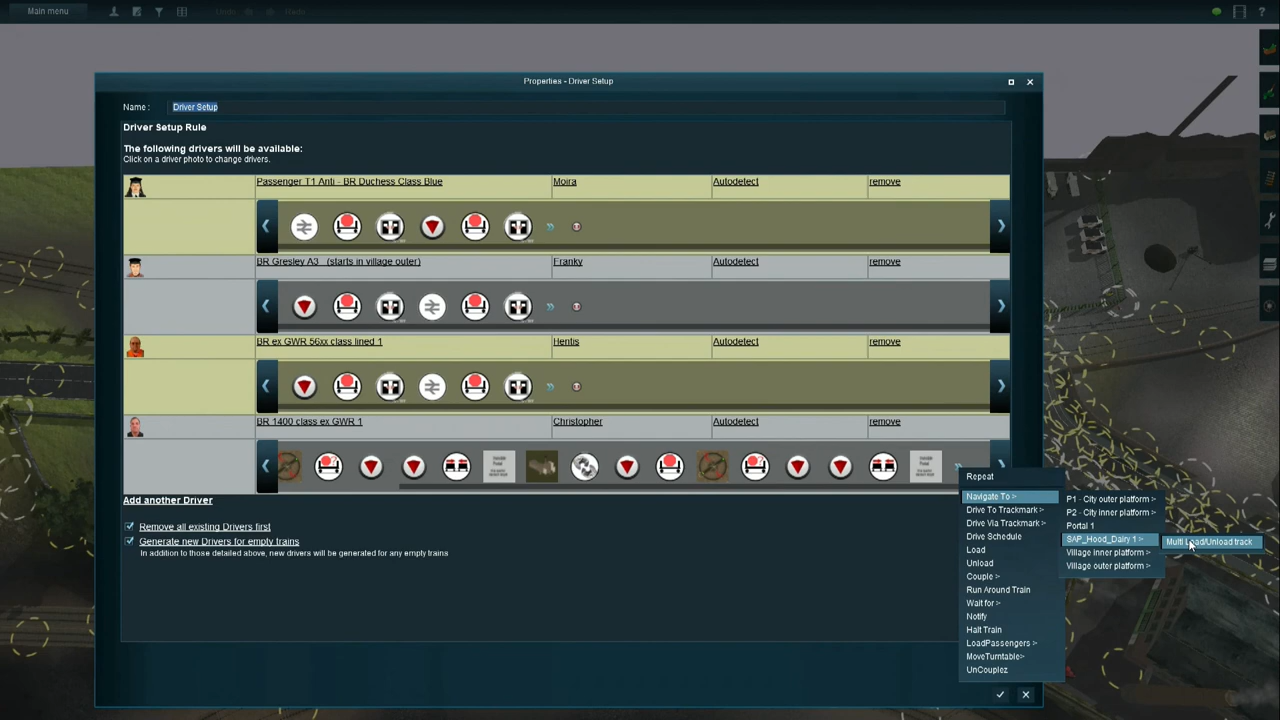 Main menu
Undo
Redo
?
Properties - Driver Setup
Name :
Driver Setup
Driver Setup Rule
The following drivers will be available:
Click on a driver photo to change drivers.
Passenger T1 Anti - BR Duchess Class Blue
Moira
Autodetect
remove
BR Gresley A3 (starts in village outer)
Franky
Autodetect
remove
BR ex GWR 56xx class lined 1
Hentis
Autodetect
remove
BR 1400 class ex GWR 1
Christopher
Autodetect
remove
Add another Driver
Remove all existing Drivers first
Generate new Drivers for empty trains
In addition to those detailed above, new drivers will be generated for any empty trains
Repeat
Navigate To >
Drive To Trackmark >
Drive Via Trackmark >
Drive Schedule
Load
Unload
Couple >
Run Around Train
Wait for >
Notify
Halt Train
LoadPassengers >
MoveTurntable>
UnCouplez
P1 - City outer platform >
P2 - City inner platform >
Portal 1
SAP_Hood_Dairy 1 >
Village inner platform >
Village outer platform >
Multi Load/Unload track